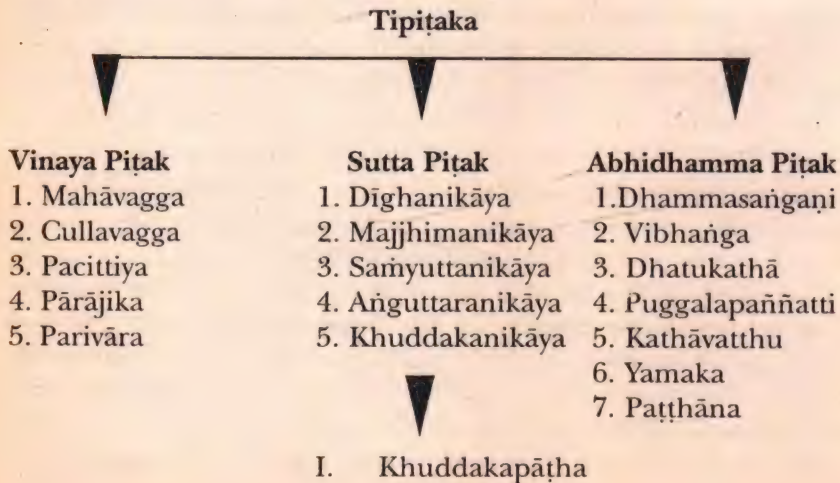 Tipiṭaka
Vinaya Piṭak
1. Mahāvagga
2. Cullavagga
3. Pacittiya
4. Pārājika
5. Parivāra
Sutta Piṭak
1. Dīghanikāya
2. Majjhimanikāya
3. Saṁyuttanikāya
4. Aṅguttaranikāya
5. Khuddakanikāya
I. Khuddakapāṭha
Abhidhamma Piṭak
1.Dhammasaṅgaṇi
2. Vibhaṅga
3. Dhatukathā
4. Puggalapaññatti
5. Kathāvatthu
6. Yamaka
7. Paṭṭhāna